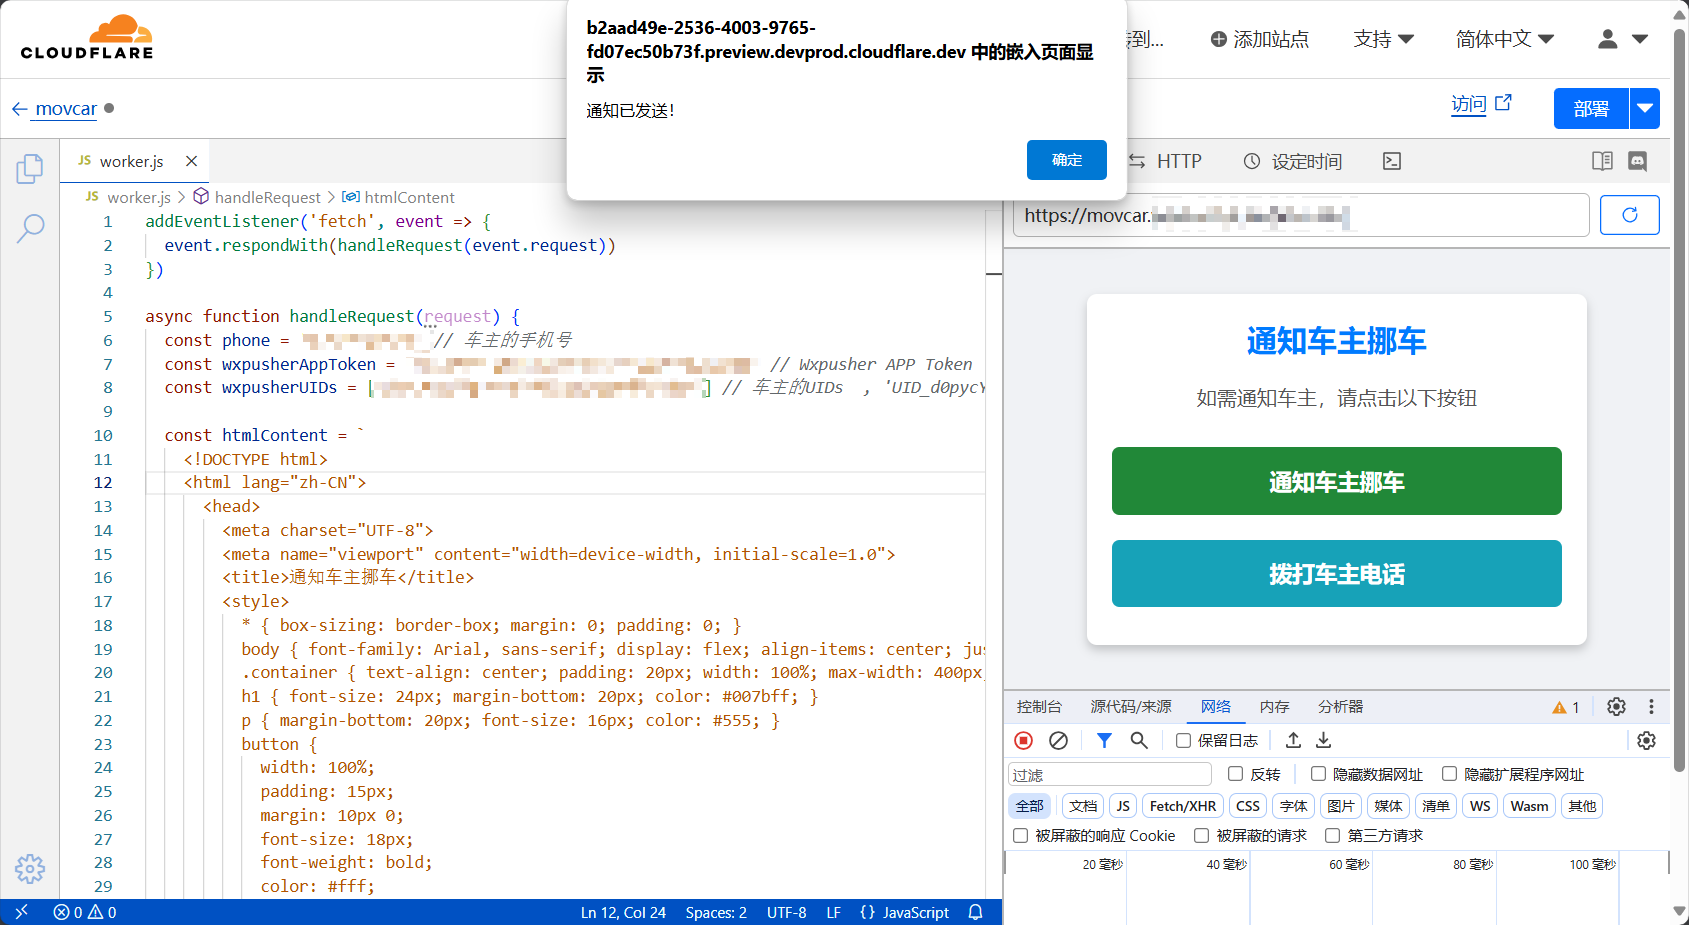 CLOUDFLARE
b2aad49e-2536-4003-9765-
fd07ec50b73f.preview.devprod.cloudflare.dev 中的嵌入页面显
示
通知已发送！
确定
到...
添加站点
支持
简体中文
movcar
访问
部署
JS worker.js
HTTP
设定时间
JS worker.js > handleRequest > htmlContent
https://movcar.
1 addEventListener('fetch', event => {
2 event.respondWith(handleRequest(event.request))
3 })
4
5 async function handleRequest(request) {
6 const phone = // 车主的手机号
7 const wxpusherAppToken = // Wxpusher APP Token
8 const wxpusherUIDs = [ ] // 车主的UIDs , 'UID_d0pycY
9
10 const htmlContent = `
11 <!DOCTYPE html>
12 <html lang="zh-CN">
13 <head>
14 <meta charset="UTF-8">
15 <meta name="viewport" content="width=device-width, initial-scale=1.0">
16 <title>通知车主挪车</title>
17 <style>
18 * { box-sizing: border-box; margin: 0; padding: 0; }
19 body { font-family: Arial, sans-serif; display: flex; align-items: center; jus
20 .container { text-align: center; padding: 20px; width: 100%; max-width: 400px;
21 h1 { font-size: 24px; margin-bottom: 20px; color: #007bff; }
22 p { margin-bottom: 20px; font-size: 16px; color: #555; }
23 button {
24 width: 100%;
25 padding: 15px;
26 margin: 10px 0;
27 font-size: 18px;
28 font-weight: bold;
29 color: #fff;
0 0
Ln 12, Col 24
Spaces: 2
UTF-8
LF
{} JavaScript
通知车主挪车
如需通知车主，请点击以下按钮
通知车主挪车
拨打车主电话
控制台 源代码/来源 网络 内存 分析器 1
保留日志
过滤 反转 隐藏数据网址 隐藏扩展程序网址
全部 文档 JS Fetch/XHR CSS 字体 图片 媒体 清单 WS Wasm 其他
被屏蔽的响应 Cookie 被屏蔽的请求 第三方请求
20 毫秒 40 毫秒 60 毫秒 80 毫秒 100 毫秒